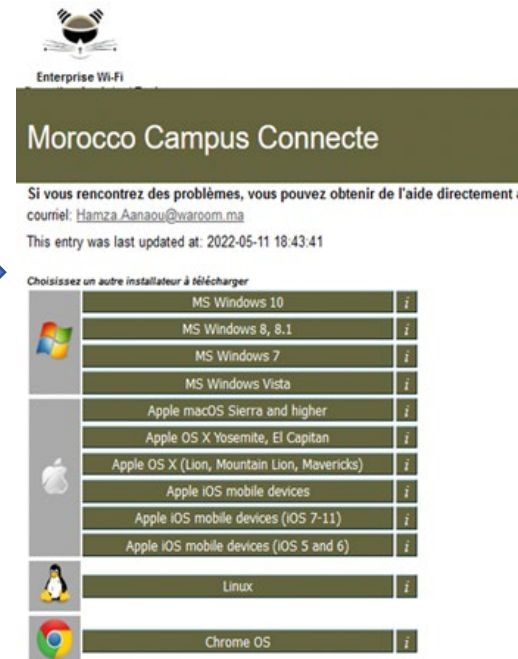 Enterprise Wi-Fi
Morocco Campus Connecte
Si vous rencontrez des problèmes, vous pouvez obtenir de l'aide directement
courriel: Hamza.Aanaou@waroom.ma
This entry was last updated at: 2022-05-11 18:43:41
Choisissez un autre installateur à télécharger
MS Windows 10 i
MS Windows 8, 8.1 i
MS Windows 7 i
MS Windows Vista i
Apple macOS Sierra and higher i
Apple OS X Yosemite, El Capitan i
Apple OS X (Lion, Mountain Lion, Mavericks) i
Apple iOS mobile devices i
Apple iOS mobile devices (iOS 7-11) i
Apple iOS mobile devices (iOS 5 and 6) i
Linux i
Chrome OS i